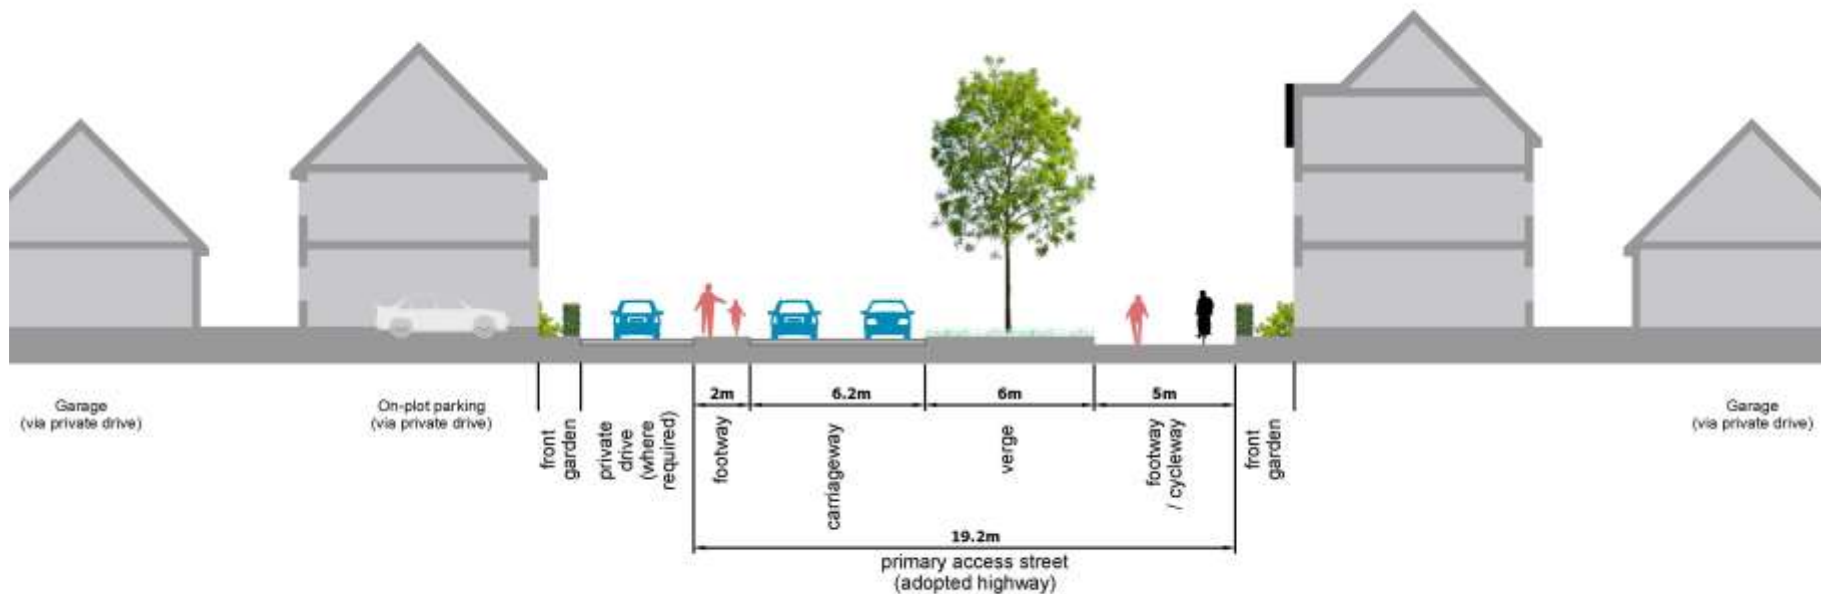 Garage
(via private drive)
On-plot parking
(via private drive)
front
garden
private
drive
(where
required)
2m
footway
6.2m
carriageway
6m
verge
5m
footway
/ cycleway
front
garden
Garage
(via private drive)
19.2m
primary access street
(adopted highway)